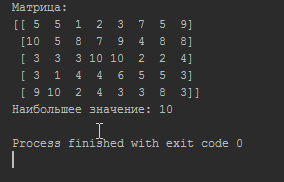 Матрица:
[[ 5  5  1  2  3  7  5  9]
 [10  5  8  7  9  4  8  8]
 [ 3  3  3 10 10  2  2  4]
 [ 3  1  4  4  6  5  5  3]
 [ 9 10  2  4  3  3  8  3]]
Наибольшее значение: 10
Process finished with exit code 0